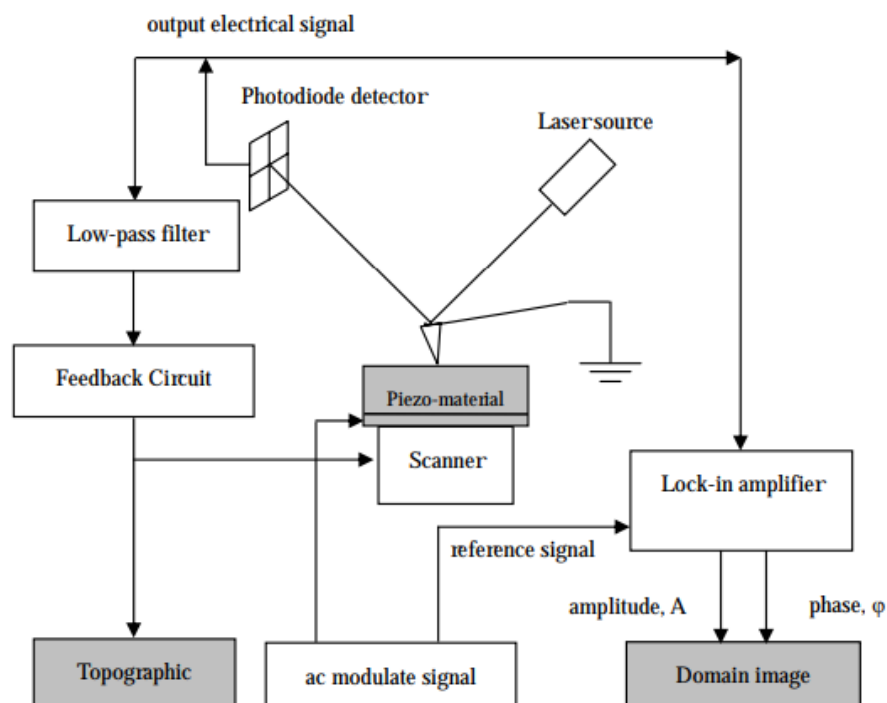 output electrical signal
Photodiode detector
Laser source
Low-pass filter
Feedback Circuit
Piezo-material
Scanner
Lock-in amplifier
reference signal
amplitude, A
phase, φ
Topographic
ac modulate signal
Domain image